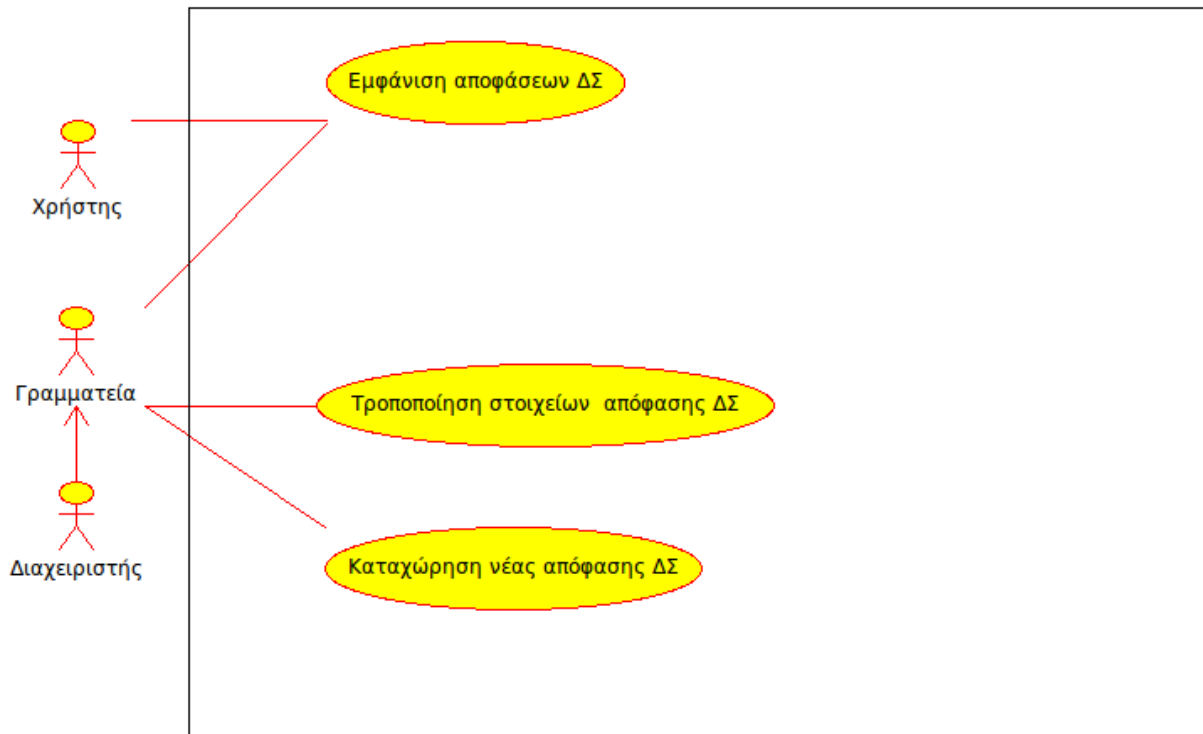 Εμφάνιση αποφάσεων ΔΣ
Χρήστης
Γραμματεία
Τροποποίηση στοιχείων απόφασης ΔΣ
Καταχώρηση νέας απόφασης ΔΣ
Διαχειριστής